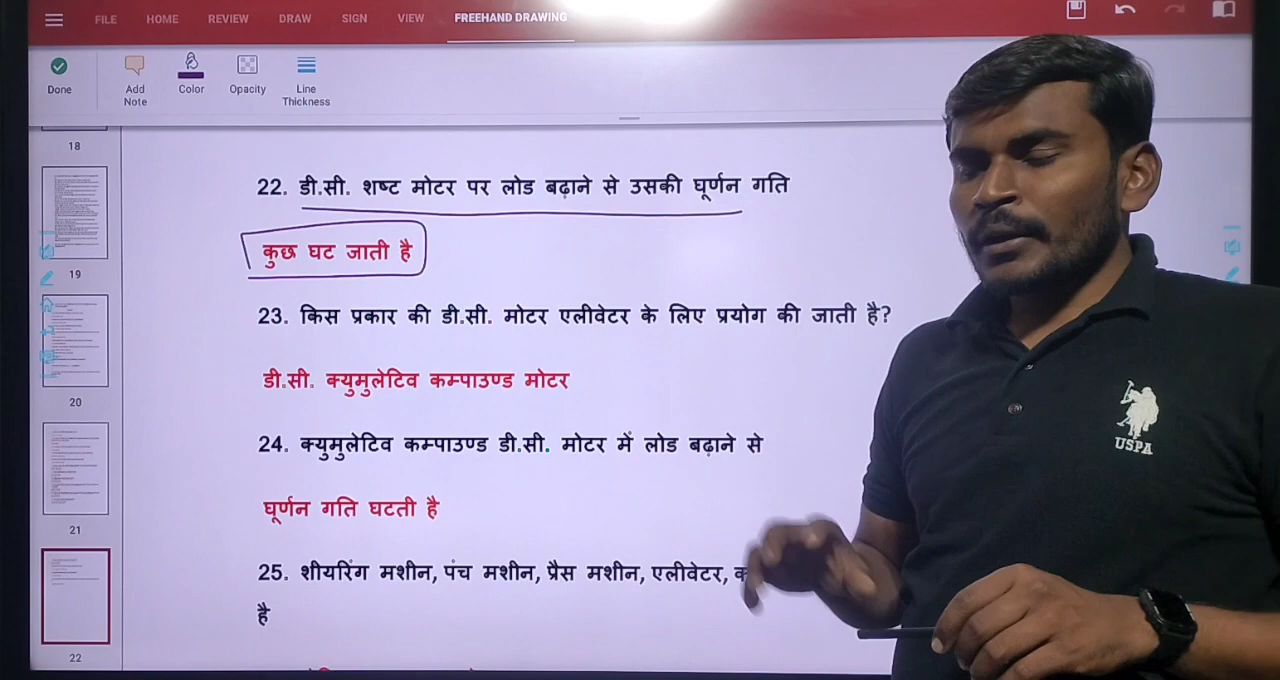 FILE HOME REVIEW DRAW SIGN VIEW FREEHAND DRAWING
Done
Add Note
Color
Opacity
Line Thickness
18
19
20
21
22
22. डी.सी. शष्ट मोटर पर लोड बढ़ाने से उसकी घूर्णन गति
कुछ घट जाती है
23. किस प्रकार की डी.सी. मोटर एलीवेटर के लिए प्रयोग की जाती है?
डी.सी. क्युमुलेटिव कम्पाउण्ड मोटर
24. क्युमुलेटिव कम्पाउण्ड डी.सी. मोटर में लोड बढ़ाने से
घूर्णन गति घटती है
25. शीयरिंग मशीन, पंच मशीन, प्रैस मशीन, एलीवेटर,
है
USPA